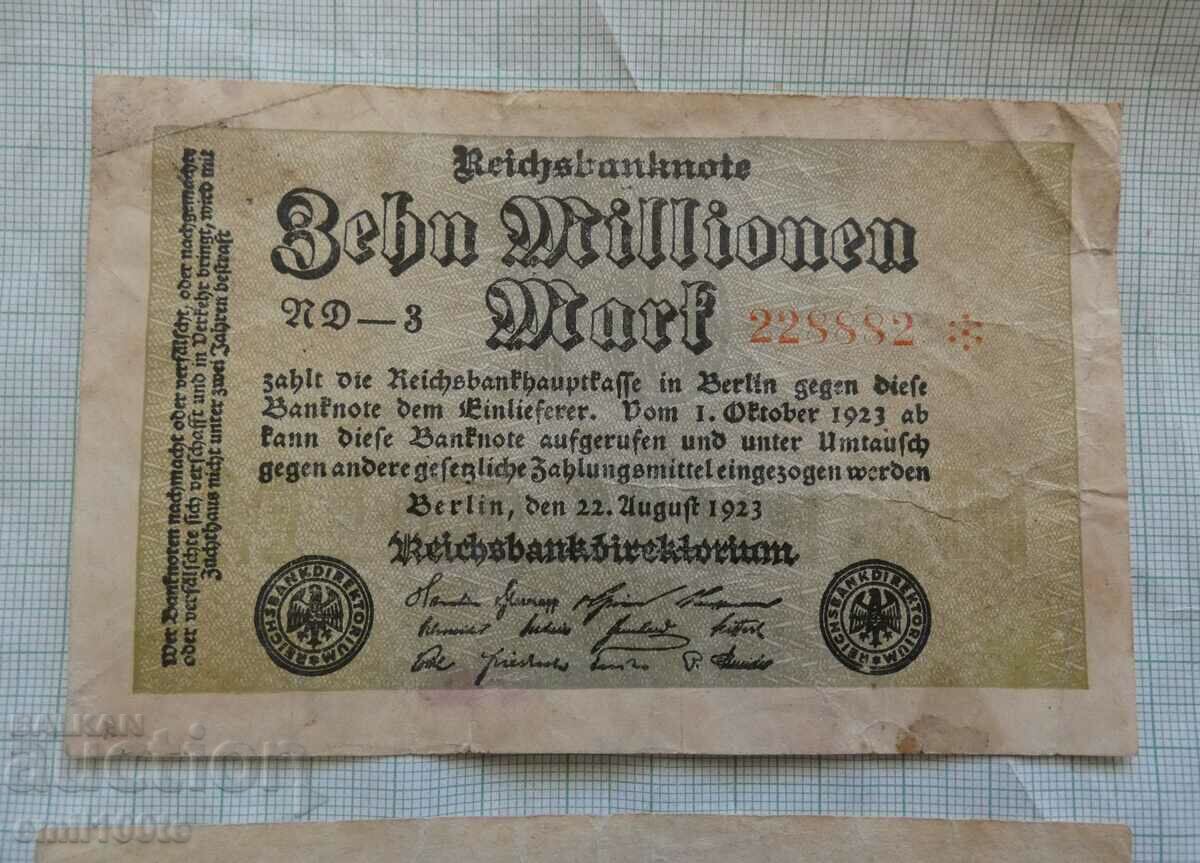 Reichsbanknote
Zehn Millionen
Mark
ND—3
228882
zahlt die Reichsbankhauptkasse in Berlin gegen diese
Banknote dem Einlieferer. Vom 1. Oktober 1923 ab
kann diese Banknote aufgerufen und unter Umtausch
gegen andere gesetzliche Zahlungsmittel eingezogen werden
Berlin, den 22. August 1923
Reichsbankdirektorium
REICHSBANKDIREKTORIUM
REICHSBANKDIREKTORIUM
Wer Banknoten nachmacht oder verfälscht, oder nachgemachte
oder verfälschte sich verschafft und in Verkehr bringt, wird mit
Zuchthaus nicht unter zwei Jahren bestraft
BALKAN
auction
emi100te